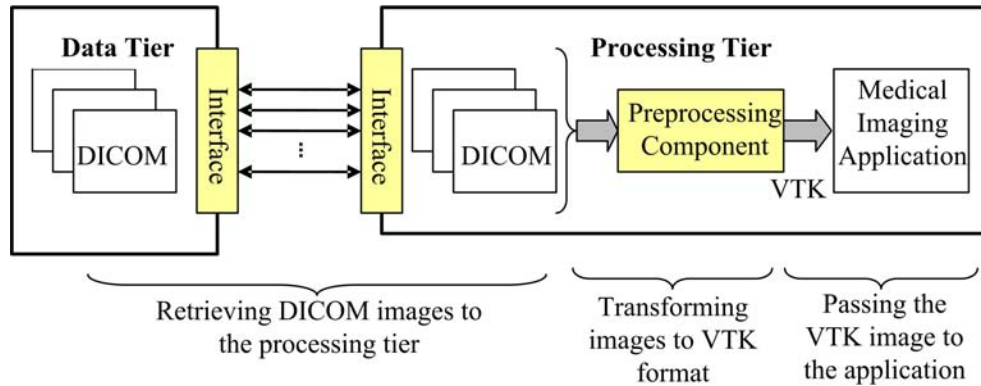 Data Tier
DICOM
Interface
...
Interface
Processing Tier
DICOM
Preprocessing
Component
VTK
Medical
Imaging
Application
Retrieving DICOM images to
the processing tier
Transforming
images to VTK
format
Passing the
VTK image to
the application